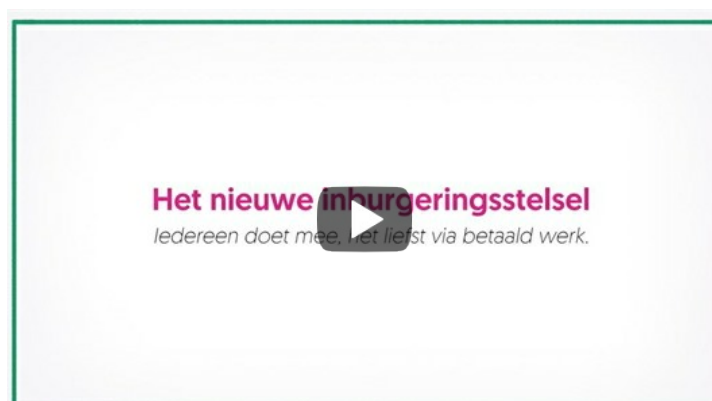 Het nieuwe inburgeringsstelsel
Iedereen doet mee, het liefst via betaald werk.